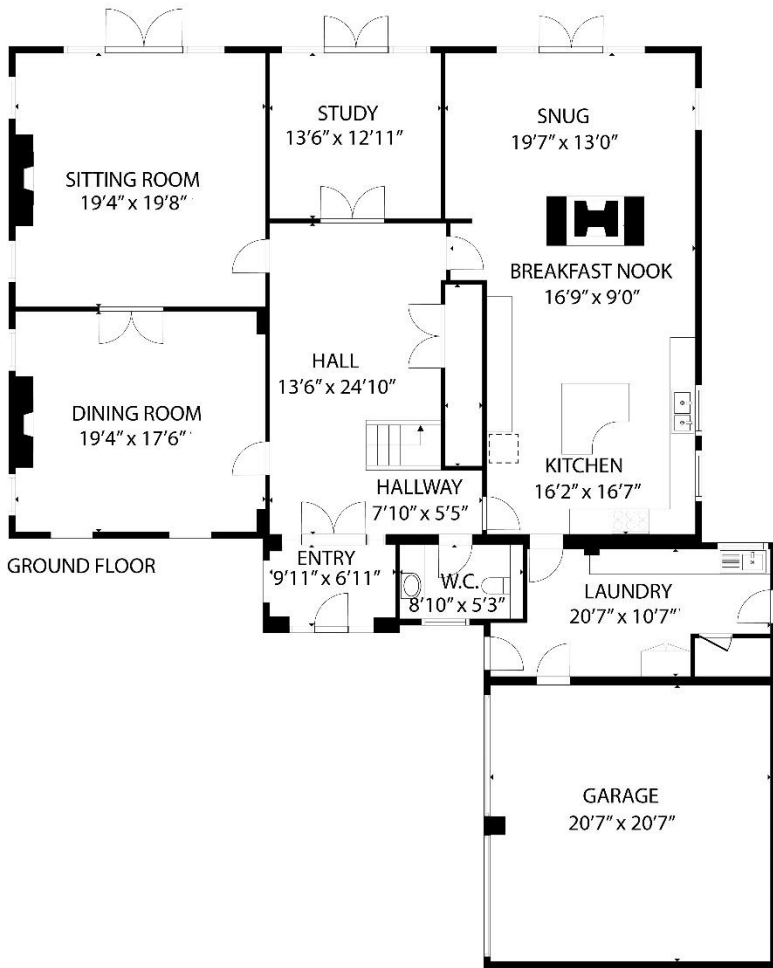 STUDY
13'6" x 12'11"
SNUG
19'7" x 13'0"
SITTING ROOM
19'4" x 19'8"
BREAKFAST NOOK
16'9" x 9'0"
HALL
13'6" x 24'10"
DINING ROOM
19'4" x 17'6"
KITCHEN
16'2" x 16'7"
HALLWAY
7'10" x 5'5"
GROUND FLOOR
ENTRY
9'11" x 6'11"
W.C.
8'10" x 5'3"
LAUNDRY
20'7" x 10'7"
GARAGE
20'7" x 20'7"